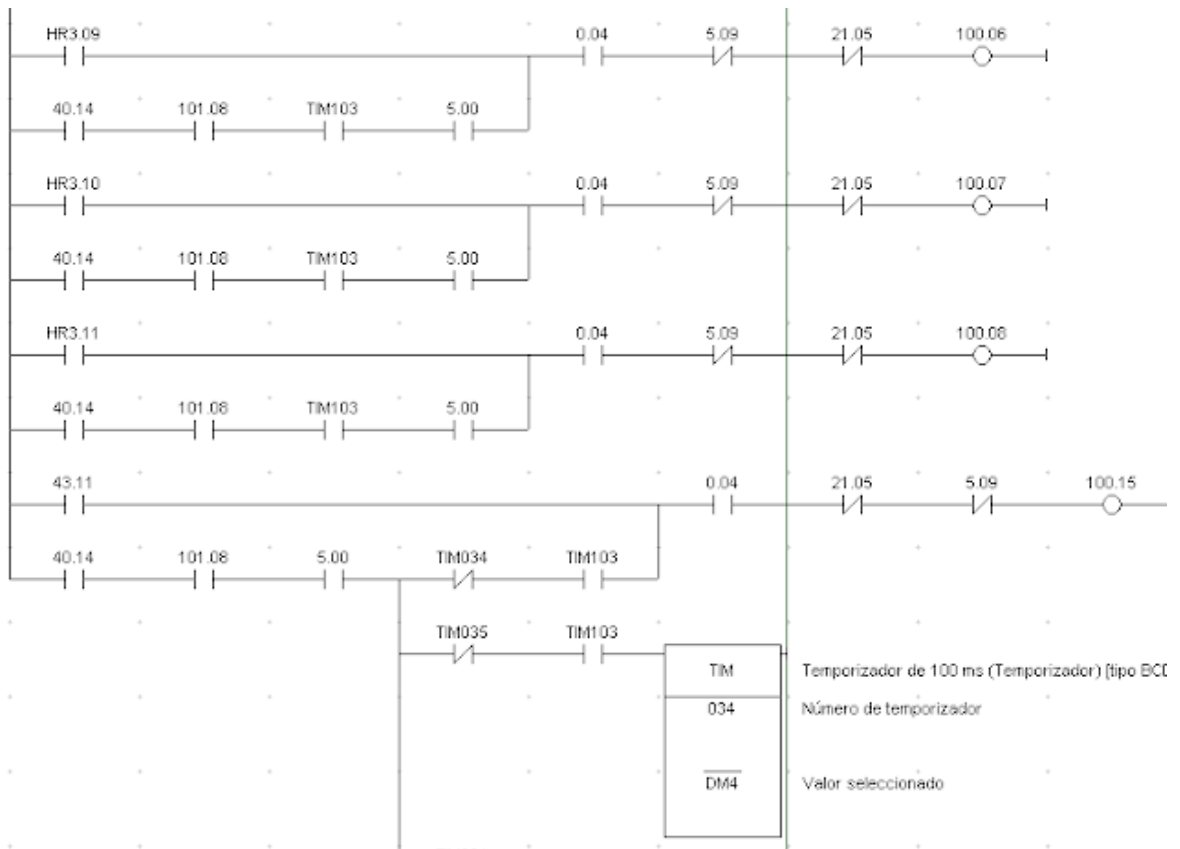 HR3.09 0.04 5.09 21.05 100.06
40.14 101.08 TIM103 5.00
HR3.10 0.04 5.09 21.05 100.07
40.14 101.08 TIM103 5.00
HR3.11 0.04 5.09 21.05 100.08
40.14 101.08 TIM103 5.00
43.11 0.04 21.05 5.09 100.15
40.14 101.08 5.00 TIM034 TIM103
TIM035 TIM103
TIM Temporizador de 100 ms (Temporizador) [tipo BCD
034 Número de temporizador
DM4 Valor seleccionado